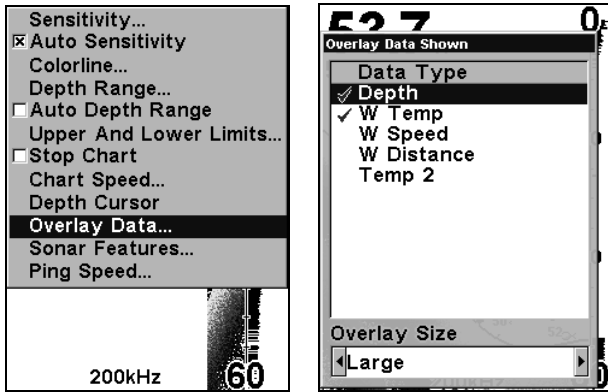 Sensitivity...
Auto Sensitivity
Colorline...
Depth Range...
Auto Depth Range
Upper And Lower Limits...
Stop Chart
Chart Speed...
Depth Cursor
Overlay Data...
Sonar Features...
Ping Speed...
200kHz
60
0
Overlay Data Shown
Data Type
Depth
W Temp
W Speed
W Distance
Temp 2
Overlay Size
Large